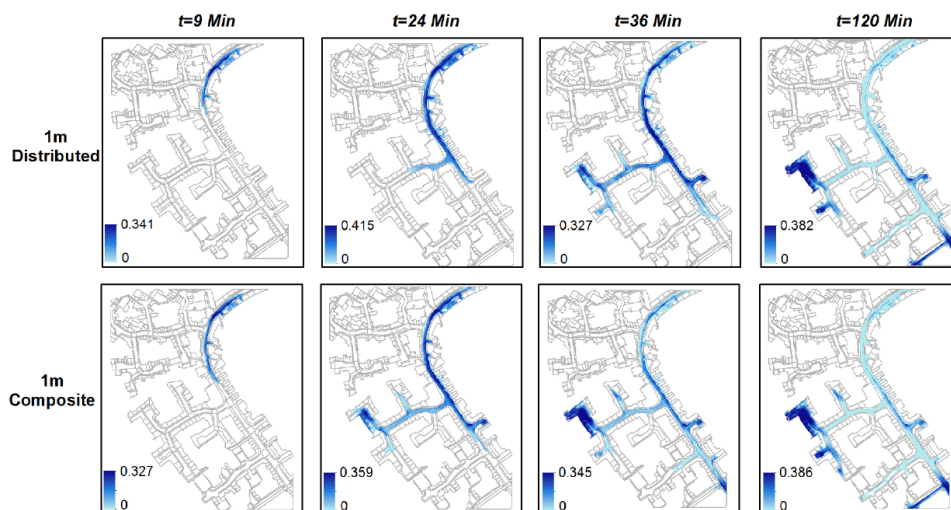 t=9 Min
t=24 Min
t=36 Min
t=120 Min
1m
Distributed
0.341
0
0.415
0
0.327
0
0.382
0
1m
Composite
0.327
0
0.359
0
0.345
0
0.386
0